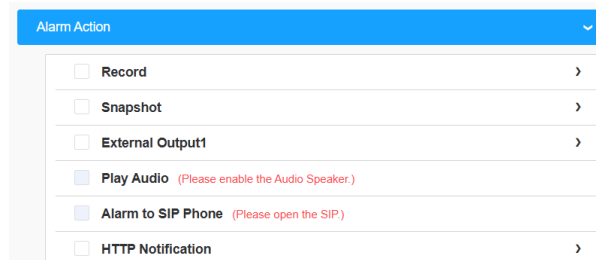 Alarm Action
Record
Snapshot
External Output1
Play Audio (Please enable the Audio Speaker.)
Alarm to SIP Phone (Please open the SIP.)
HTTP Notification